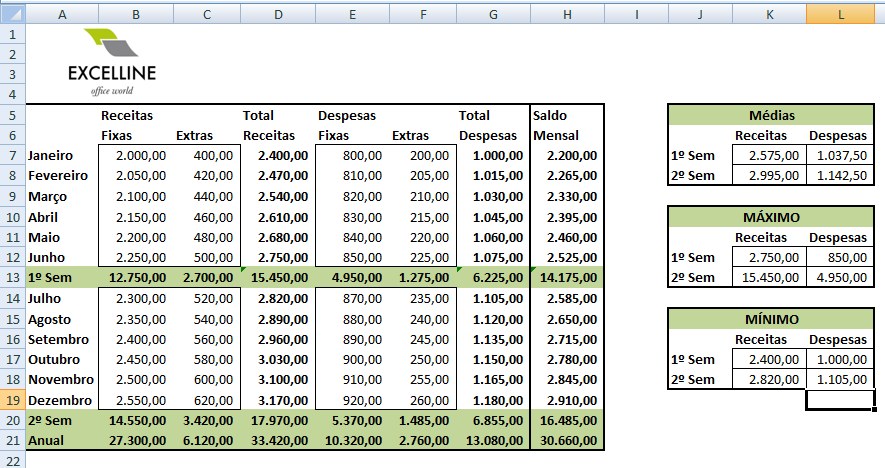 A B C D E F G H I J K L
1
2
3 EXCELLINE
4 office world
5 Receitas Total Despesas Total Saldo Médias
6 Fixas Extras Receitas Fixas Extras Despesas Mensal Receitas Despesas
7 Janeiro 2.000,00 400,00 2.400,00 800,00 200,00 1.000,00 2.200,00 1º Sem 2.575,00 1.037,50
8 Fevereiro 2.050,00 420,00 2.470,00 810,00 205,00 1.015,00 2.265,00 2º Sem 2.995,00 1.142,50
9 Março 2.100,00 440,00 2.540,00 820,00 210,00 1.030,00 2.330,00
10 Abril 2.150,00 460,00 2.610,00 830,00 215,00 1.045,00 2.395,00 MÁXIMO
11 Maio 2.200,00 480,00 2.680,00 840,00 220,00 1.060,00 2.460,00 Receitas Despesas
12 Junho 2.250,00 500,00 2.750,00 850,00 225,00 1.075,00 2.525,00 1º Sem 2.750,00 850,00
13 1º Sem 12.750,00 2.700,00 15.450,00 4.950,00 1.275,00 6.225,00 14.175,00 2º Sem 15.450,00 4.950,00
14 Julho 2.300,00 520,00 2.820,00 870,00 235,00 1.105,00 2.585,00
15 Agosto 2.350,00 540,00 2.890,00 880,00 240,00 1.120,00 2.650,00 MÍNIMO
16 Setembro 2.400,00 560,00 2.960,00 890,00 245,00 1.135,00 2.715,00 Receitas Despesas
17 Outubro 2.450,00 580,00 3.030,00 900,00 250,00 1.150,00 2.780,00 1º Sem 2.400,00 1.000,00
18 Novembro 2.500,00 600,00 3.100,00 910,00 255,00 1.165,00 2.845,00 2º Sem 2.820,00 1.105,00
19 Dezembro 2.550,00 620,00 3.170,00 920,00 260,00 1.180,00 2.910,00
20 2º Sem 14.550,00 3.420,00 17.970,00 5.370,00 1.485,00 6.855,00 16.485,00
21 Anual 27.300,00 6.120,00 33.420,00 10.320,00 2.760,00 13.080,00 30.660,00
22